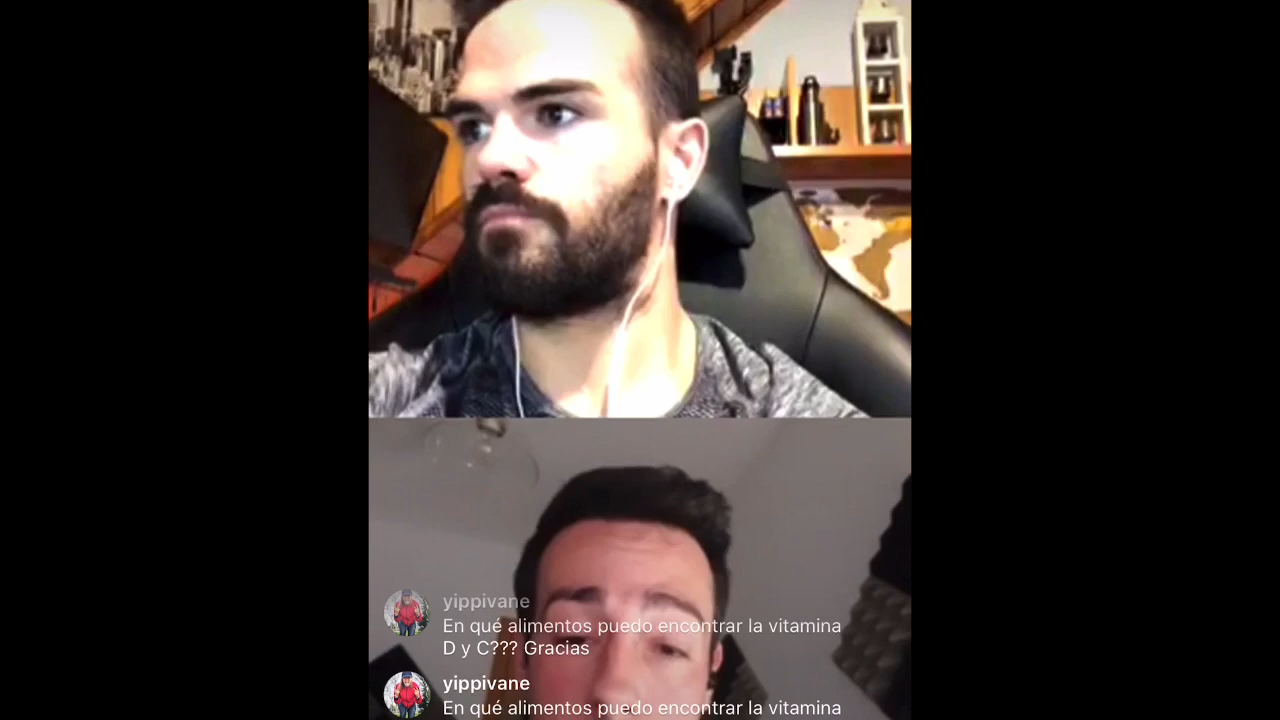 yippivane
En qué alimentos puedo encontrar la vitamina
D y C??? Gracias
yippivane
En qué alimentos puedo encontrar la vitamina